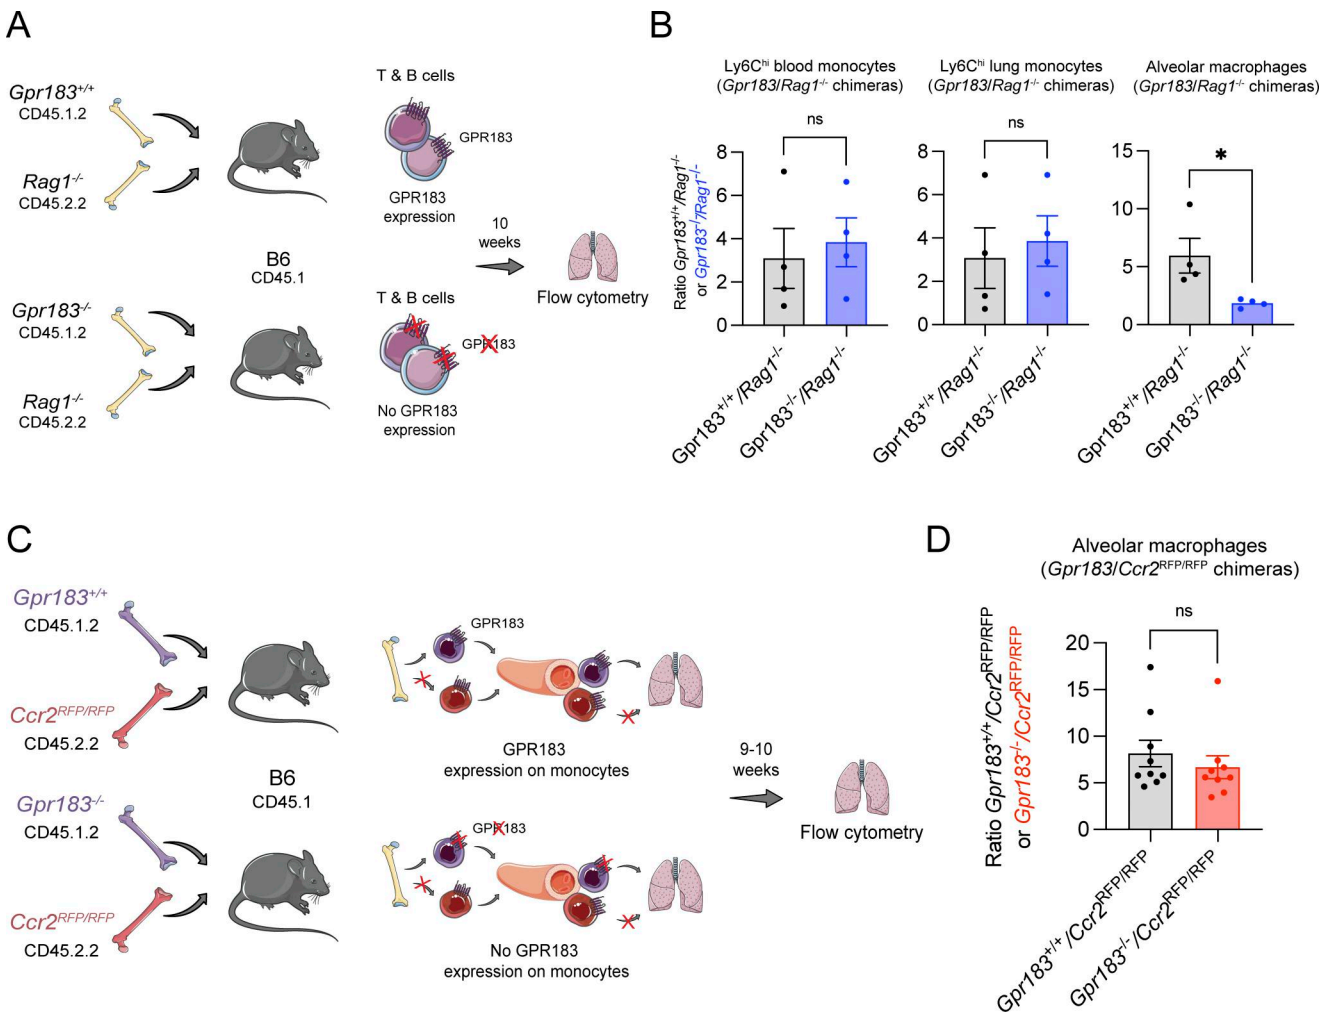 A
Gpr183+/+
CD45.1.2
Rag1-/-
CD45.2.2
B6
CD45.1
Gpr183-/-
CD45.1.2
Rag1-/-
CD45.2.2
T & B cells
GPR183
GPR183
expression
T & B cells
GPR183
No GPR183
expression
10
weeks
Flow cytometry
B
Ratio Gpr183+/+/Rag1-/-
or Gpr183-/-/Rag1-/-
Ly6Chi blood monocytes
(Gpr183/Rag1-/- chimeras)
ns
8
6
4
2
0
Gpr183+/+/Rag1-/-
Gpr183-/-/Rag1-/-
Ly6Chi lung monocytes
(Gpr183/Rag1-/- chimeras)
ns
8
6
4
2
0
Gpr183+/+/Rag1-/-
Gpr183-/-/Rag1-/-
Alveolar macrophages
(Gpr183/Rag1-/- chimeras)
*
15
10
5
0
Gpr183+/+/Rag1-/-
Gpr183-/-/Rag1-/-
C
Gpr183+/+
CD45.1.2
Ccr2RFP/RFP
CD45.2.2
B6
CD45.1
Gpr183-/-
CD45.1.2
Ccr2RFP/RFP
CD45.2.2
GPR183
GPR183
expression on monocytes
GPR183
No GPR183
expression on monocytes
9-10
weeks
Flow cytometry
D
Alveolar macrophages
(Gpr183/Ccr2RFP/RFP chimeras)
Ratio Gpr183+/+/Ccr2RFP/RFP
or Gpr183-/-/Ccr2RFP/RFP
ns
20
15
10
5
0
Gpr183+/+/Ccr2RFP/RFP
Gpr183-/-/Ccr2RFP/RFP